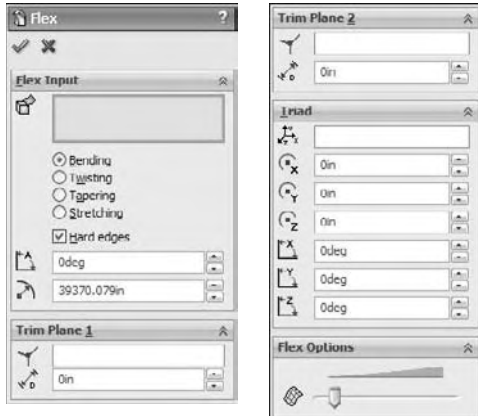 Flex ?
Flex Input
Bending
Twisting
Tapering
Stretching
Hard edges
A
0deg
39370.079in
Trim Plane 1
D
0in
Trim Plane 2
D
0in
Triad
X
0in
Y
0in
Z
0in
X
0deg
Y
0deg
Z
0deg
Flex Options